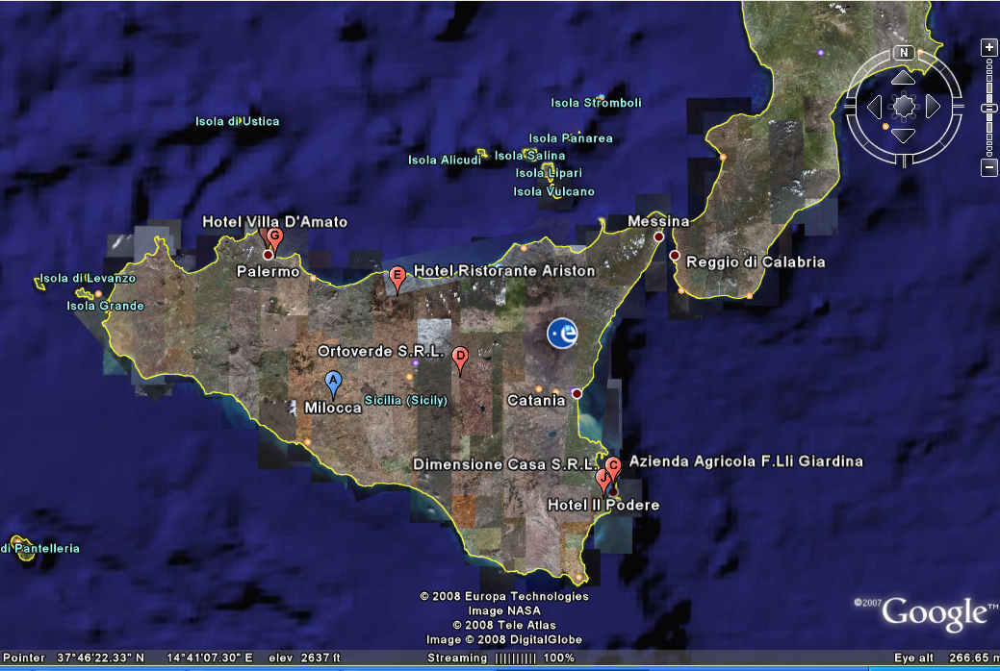 N
Isola Stromboli
Isola di Ustica
Isola Panarea
Isola Alicudi
Isola Salina
Isola Lipari
Isola Vulcano
Hotel Villa D'Amato
Messina
G
Palermo
Reggio di Calabria
E
Hotel Ristorante Ariston
Isola di Levanzo
Isola Grande
e
Ortoverde S.R.L.
D
A
Milocca
Sicilia (Sicily)
Catania
Dimensione Casa S.R.L.
C
Azienda Agricola F.Lli Giardina
J
Hotel Il Podere
di Pantelleria
© 2008 Europa Technologies
Image NASA
© 2008 Tele Atlas
Image © 2008 DigitalGlobe
©2007 Google™
Pointer 37°46'22.33" N 14°41'07.30" E elev 2637 ft Streaming |||||||||| 100% Eye alt 266.65 m